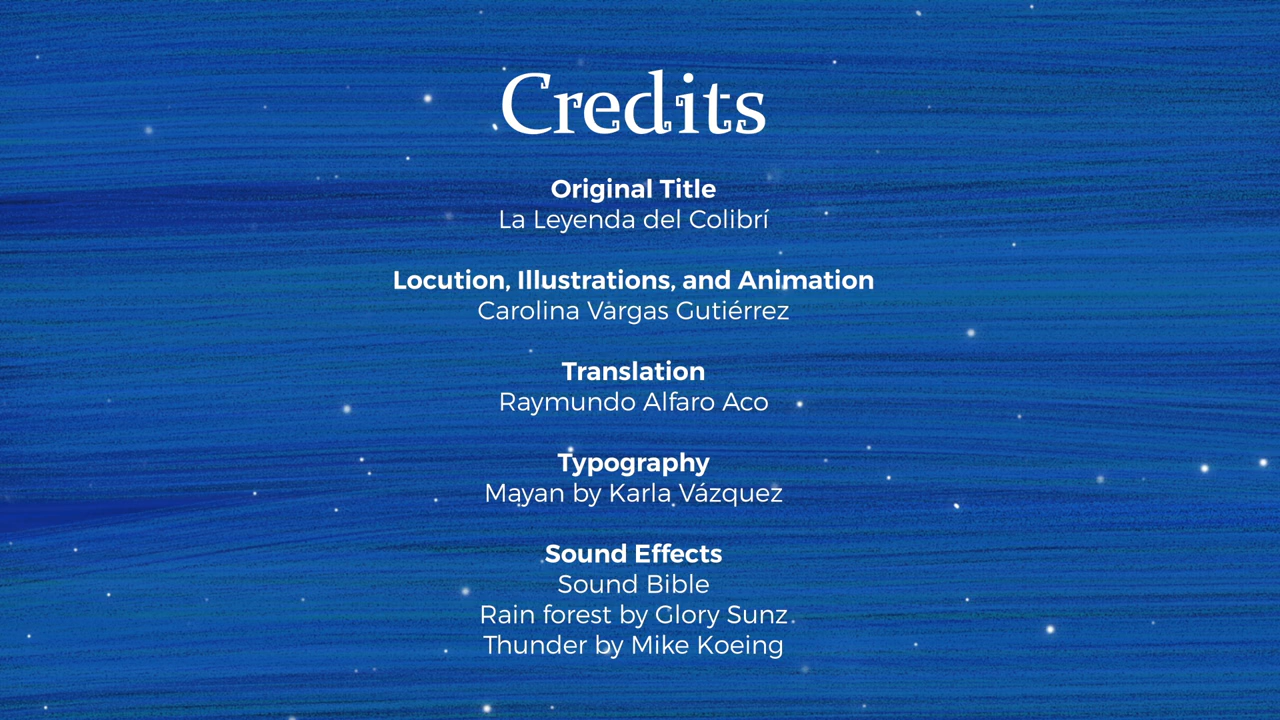 Credits
Original Title
La Leyenda del Colibrí
Locution, Illustrations, and Animation
Carolina Vargas Gutiérrez
Translation
Raymundo Alfaro Aco
Typography
Mayan by Karla Vázquez
Sound Effects
Sound Bible
Rain forest by Glory Sunz
Thunder by Mike Koeing